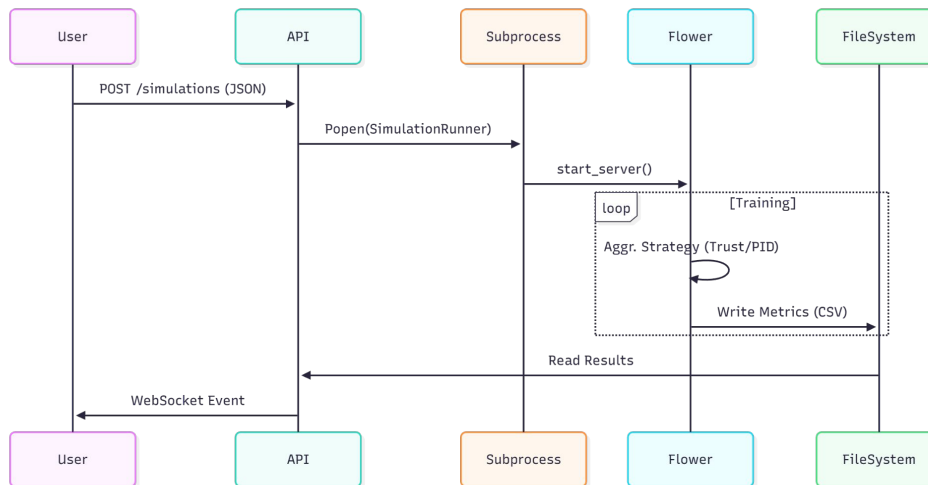 User
API
Subprocess
Flower
FileSystem
POST /simulations (JSON)
Popen(SimulationRunner)
start_server()
loop
[Training]
Aggr. Strategy (Trust/PID)
Write Metrics (CSV)
Read Results
WebSocket Event
User
API
Subprocess
Flower
FileSystem